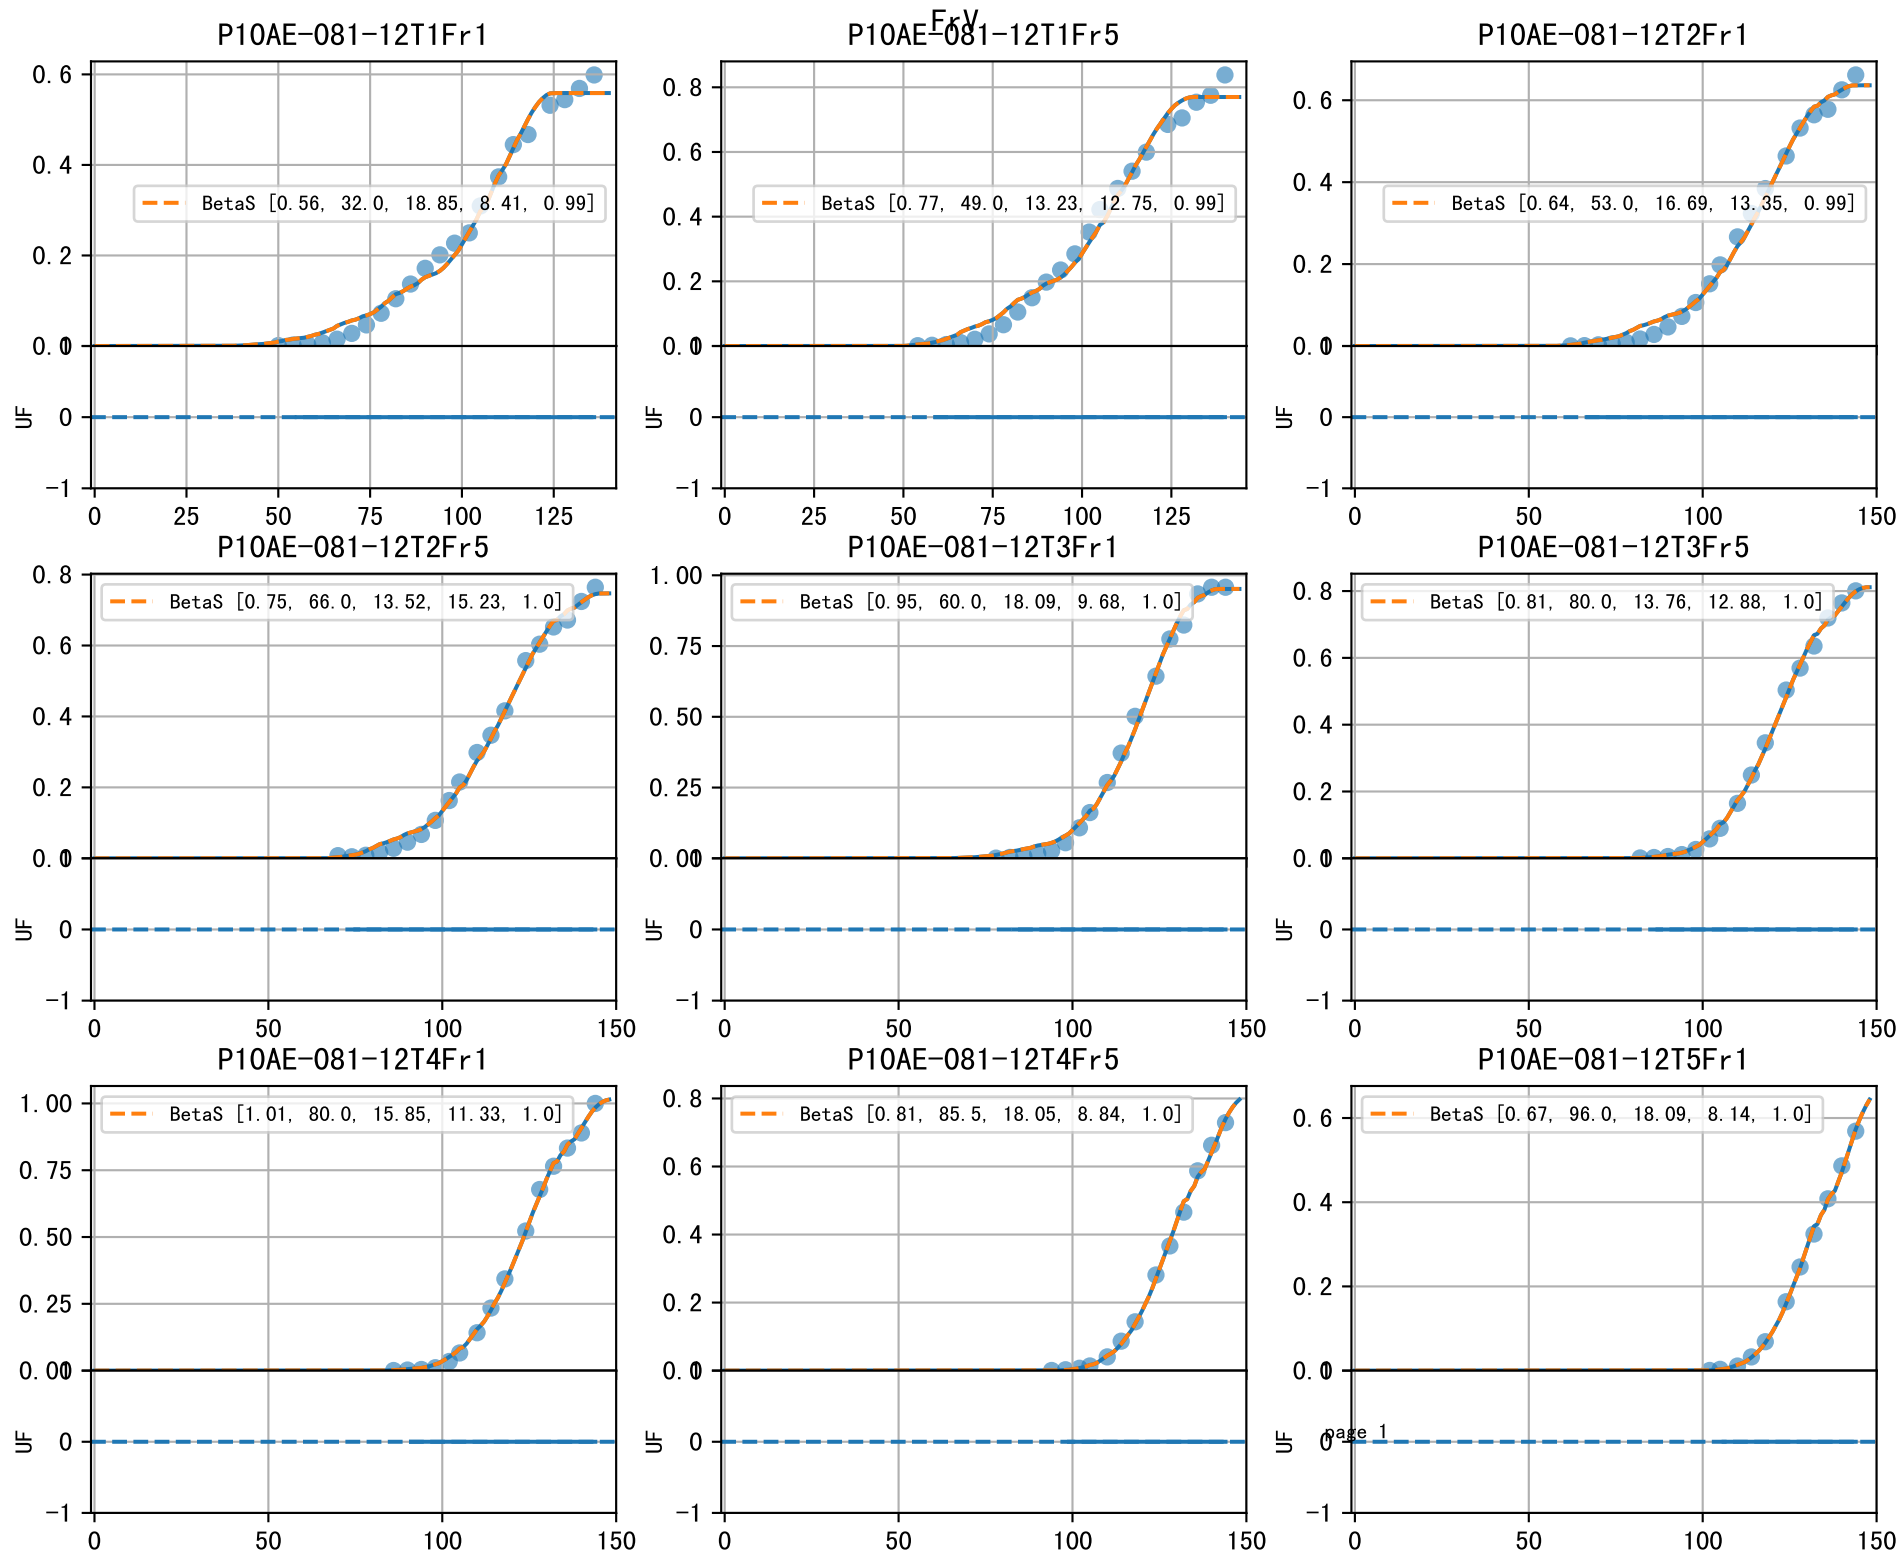 FrV
P10AE-081-12T1Fr1
0.6
0.4
0.2
0.0
BetaS [0.56, 32.0, 18.85, 8.41, 0.99]
1
0
-1
UF
0 25 50 75 100 125
P10AE-081-12T1Fr5
0.8
0.6
0.4
0.2
0.0
BetaS [0.77, 49.0, 13.23, 12.75, 0.99]
1
0
-1
UF
0 25 50 75 100 125
P10AE-081-12T2Fr1
0.6
0.4
0.2
0.0
BetaS [0.64, 53.0, 16.69, 13.35, 0.99]
1
0
-1
UF
0 50 100 150
P10AE-081-12T2Fr5
0.8
0.6
0.4
0.2
0.0
BetaS [0.75, 66.0, 13.52, 15.23, 1.0]
1
0
-1
UF
0 50 100 150
P10AE-081-12T3Fr1
1.00
0.75
0.50
0.25
0.00
BetaS [0.95, 60.0, 18.09, 9.68, 1.0]
1
0
-1
UF
0 50 100 150
P10AE-081-12T3Fr5
0.8
0.6
0.4
0.2
0.0
BetaS [0.81, 80.0, 13.76, 12.88, 1.0]
1
0
-1
UF
0 50 100 150
P10AE-081-12T4Fr1
1.00
0.75
0.50
0.25
0.00
BetaS [1.01, 80.0, 15.85, 11.33, 1.0]
1
0
-1
UF
0 50 100 150
P10AE-081-12T4Fr5
0.8
0.6
0.4
0.2
0.0
BetaS [0.81, 85.5, 18.05, 8.84, 1.0]
1
0
-1
UF
0 50 100 150
P10AE-081-12T5Fr1
0.6
0.4
0.2
0.0
BetaS [0.67, 96.0, 18.09, 8.14, 1.0]
1
0
-1
UF
0 50 100 150
page 1